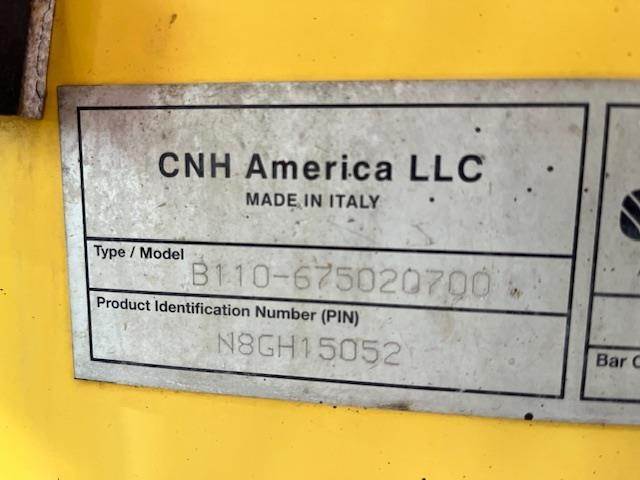 CNH America LLC
MADE IN ITALY
Type / Model
B110-675020700
Product Identification Number (PIN)
N8GH15052
Bar